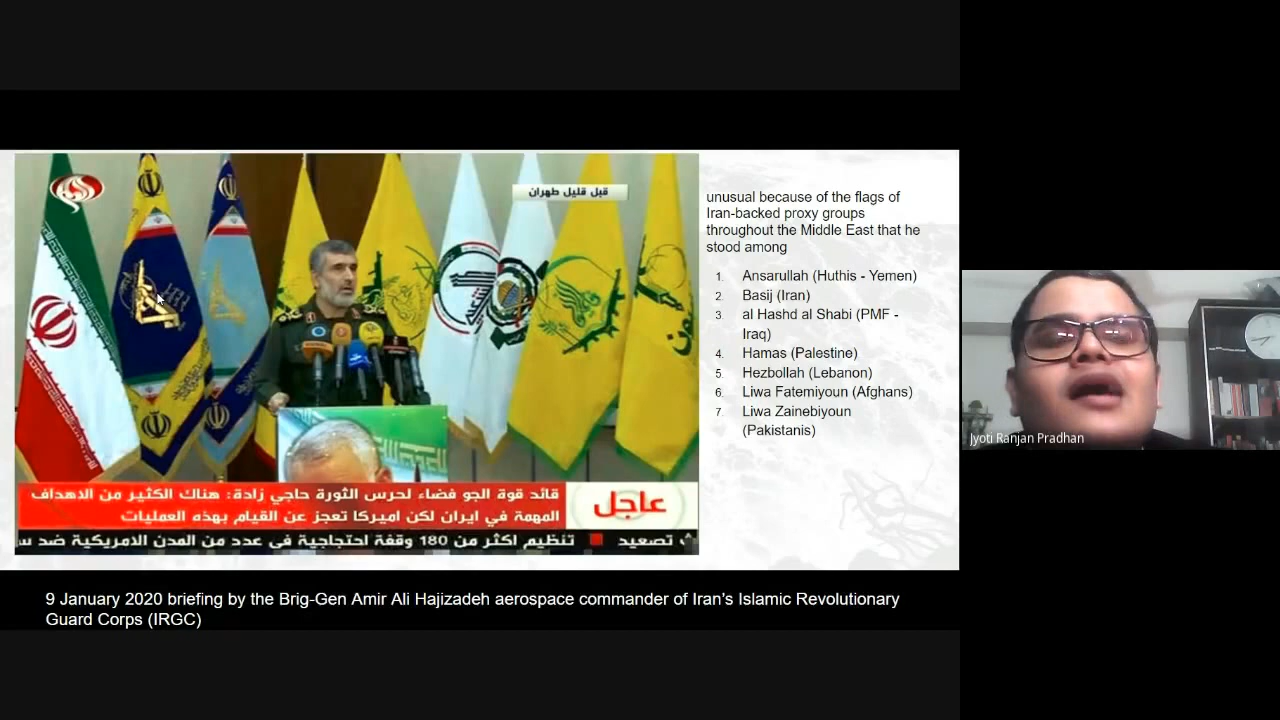 قبل قليل طهران
قائد قوة الجو فضاء لحرس الثورة حاجي زادة: هناك الكثير من الاهداف
المهمة في ايران لكن اميركا تعجز عن القيام بهذه العمليات
عاجل
تصعيد ■ تنظيم اكثر من 180 وقفة احتجاجية في عدد من المدن الامريكية ضد
unusual because of the flags of
Iran-backed proxy groups
throughout the Middle East that he
stood among
1. Ansarullah (Huthis - Yemen)
2. Basij (Iran)
3. al Hashd al Shabi (PMF -
Iraq)
4. Hamas (Palestine)
5. Hezbollah (Lebanon)
6. Liwa Fatemiyoun (Afghans)
7. Liwa Zainebiyoun
(Pakistanis)
9 January 2020 briefing by the Brig-Gen Amir Ali Hajizadeh aerospace commander of Iran's Islamic Revolutionary
Guard Corps (IRGC)
Jyoti Ranjan Pradhan